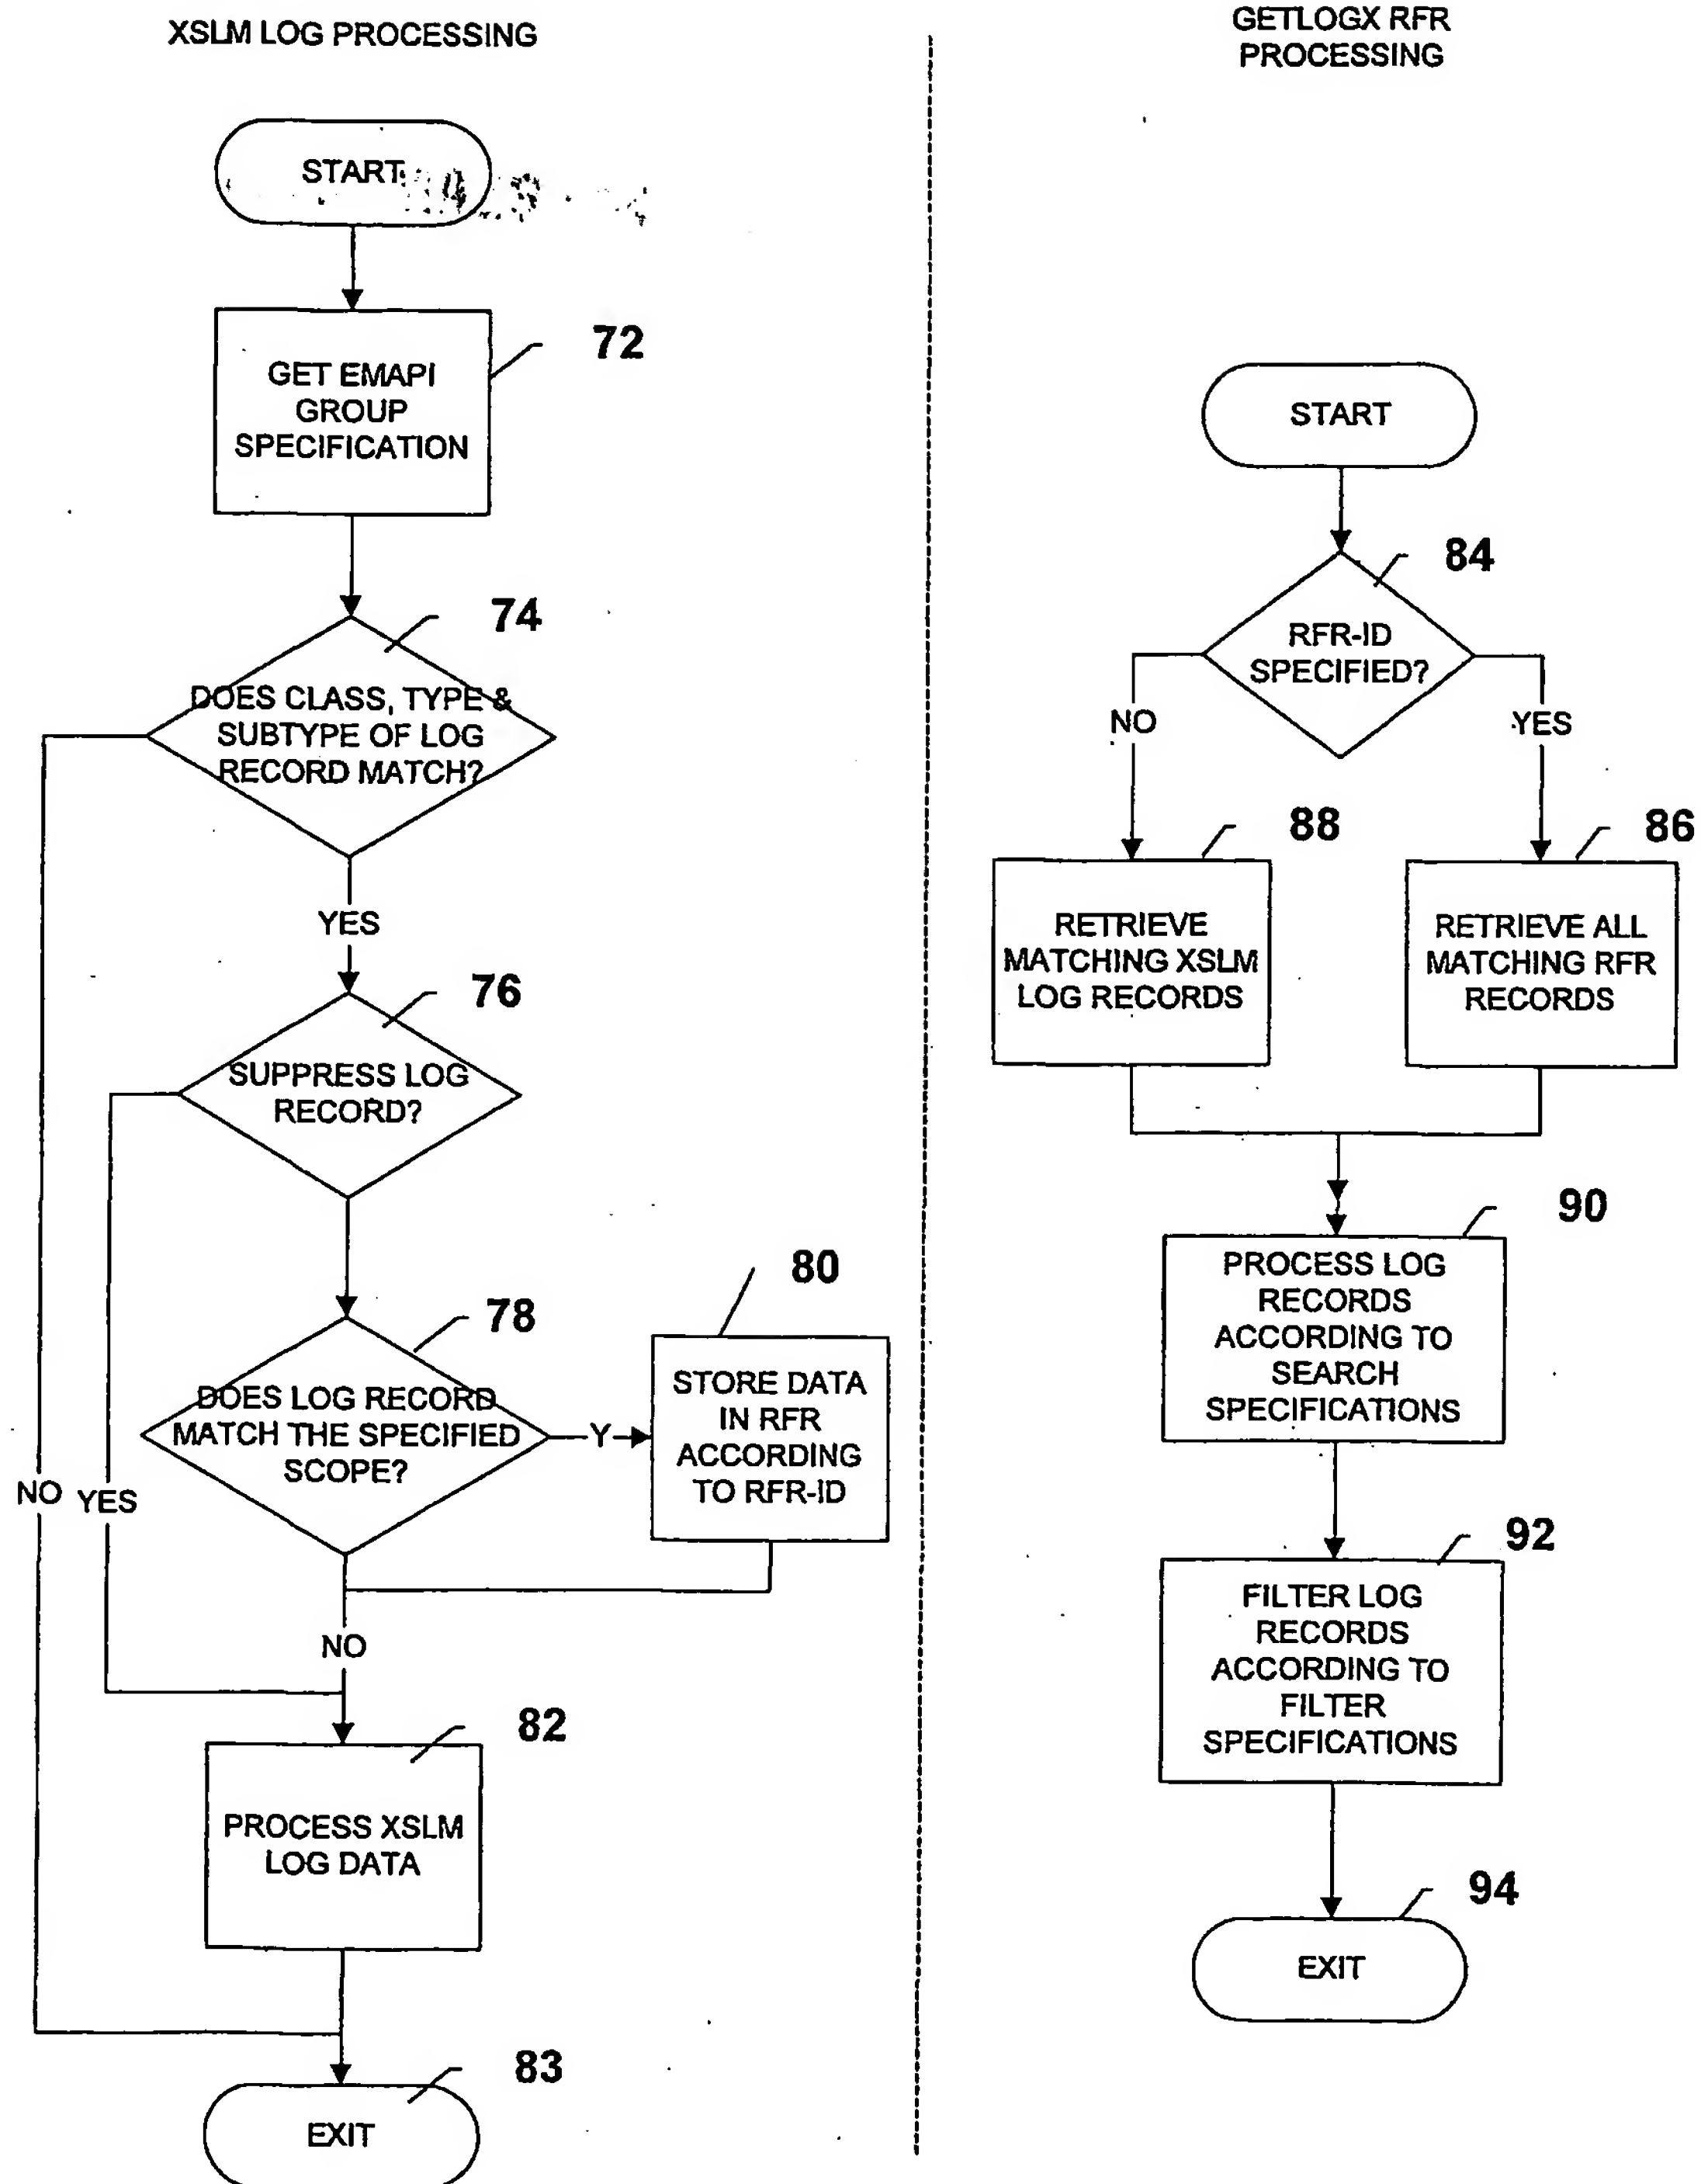 XSLM LOG PROCESSING
START
GET EMAPI
GROUP
SPECIFICATION
72
DOES CLASS, TYPE &
SUBTYPE OF LOG
RECORD MATCH?
74
YES
SUPPRESS LOG
RECORD?
76
DOES LOG RECORD
MATCH THE SPECIFIED
SCOPE?
78
Y
STORE DATA
IN RFR
ACCORDING
TO RFR-ID
80
NO
YES
NO
PROCESS XSLM
LOG DATA
82
EXIT
83
GETLOGX RFR
PROCESSING
START
RFR-ID
SPECIFIED?
84
NO
YES
RETRIEVE
MATCHING XSLM
LOG RECORDS
88
RETRIEVE ALL
MATCHING RFR
RECORDS
86
PROCESS LOG
RECORDS
ACCORDING TO
SEARCH
SPECIFICATIONS
90
FILTER LOG
RECORDS
ACCORDING TO
FILTER
SPECIFICATIONS
92
EXIT
94